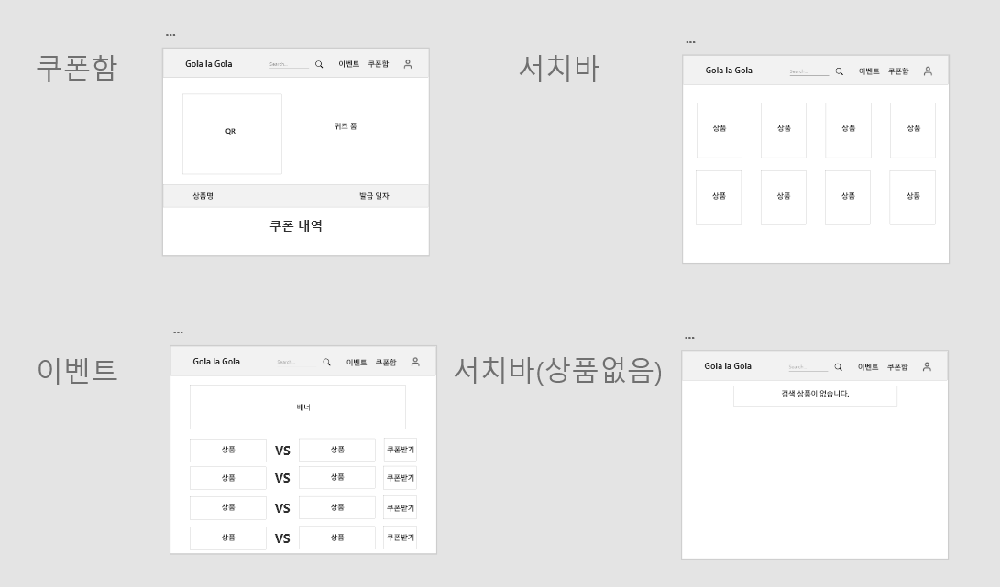 쿠폰함
Gola la Gola Search... 이벤트 쿠폰함
QR
퀴즈 폼
상품명 발급 일자
쿠폰 내역
서치바
Gola la Gola Search... 이벤트 쿠폰함
상품 상품 상품 상품
상품 상품 상품 상품
이벤트
Gola la Gola Search... 이벤트 쿠폰함
배너
상품 VS 상품 쿠폰받기
상품 VS 상품 쿠폰받기
상품 VS 상품 쿠폰받기
상품 VS 상품 쿠폰받기
서치바(상품없음)
Gola la Gola Search... 이벤트 쿠폰함
검색 상품이 없습니다.